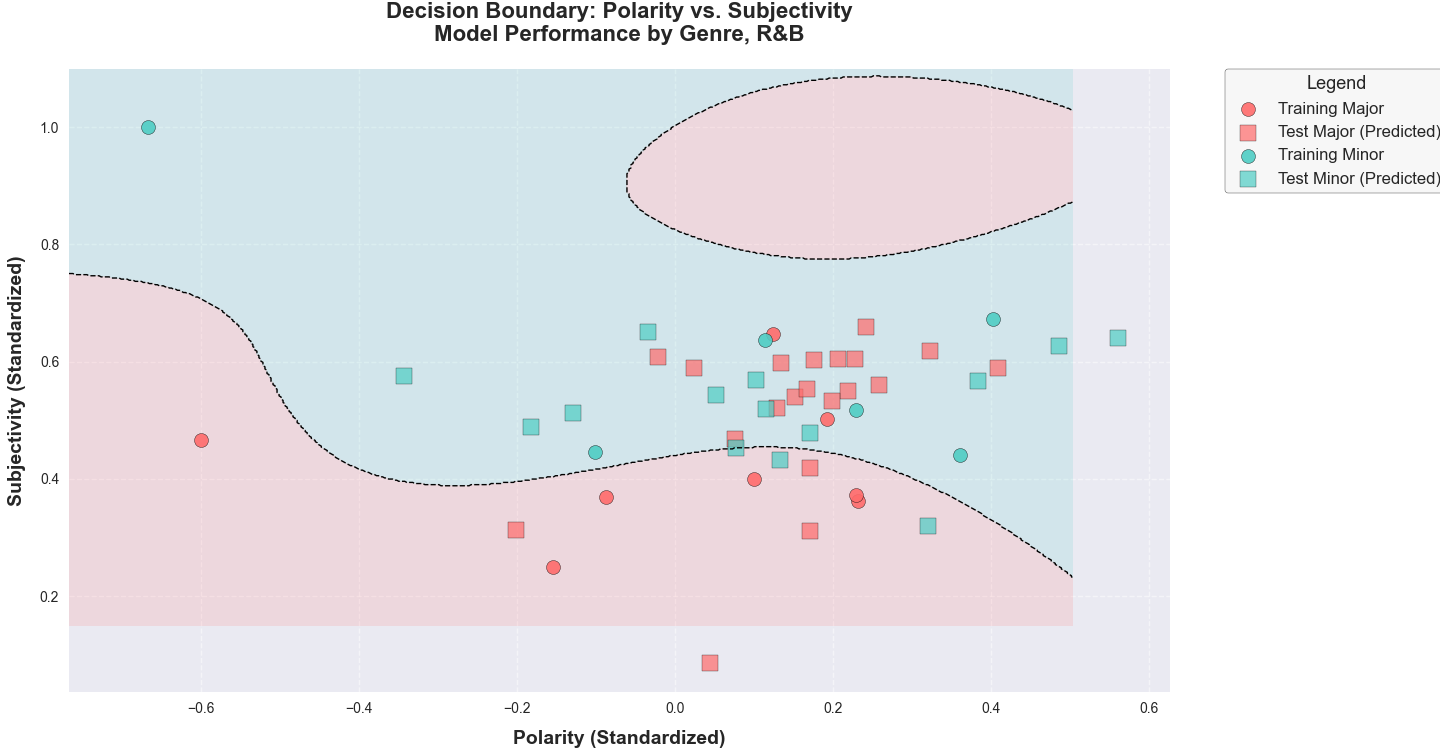 Decision Boundary: Polarity vs. Subjectivity
Model Performance by Genre, R&B
Legend
Training Major
Test Major (Predicted)
Training Minor
Test Minor (Predicted)
Subjectivity (Standardized)
1.0
0.8
0.6
0.4
0.2
−0.6
−0.4
−0.2
0.0
0.2
0.4
0.6
Polarity (Standardized)